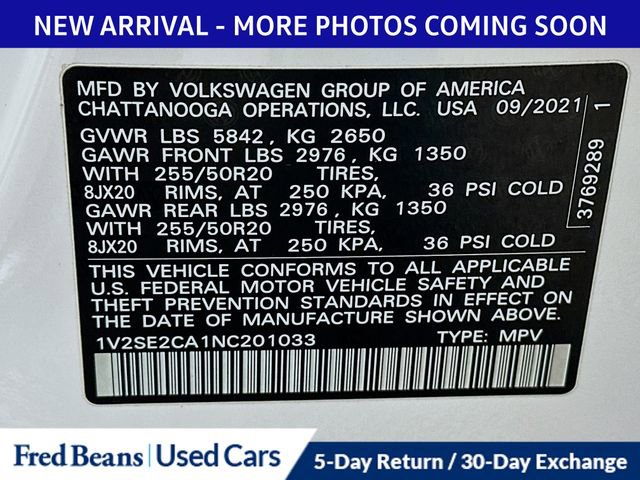 NEW ARRIVAL - MORE PHOTOS COMING SOON
MFD BY VOLKSWAGEN GROUP OF AMERICA
CHATTANOOGA OPERATIONS, LLC. USA 09/2021
GVWR LBS 5842, KG 2650
GAWR FRONT LBS 2976, KG 1350
WITH 255/50R20 TIRES,
8JX20 RIMS, AT 250 KPA, 36 PSI COLD
GAWR REAR LBS 2976, KG 1350
WITH 255/50R20 TIRES,
8JX20 RIMS, AT 250 KPA, 36 PSI COLD
THIS VEHICLE CONFORMS TO ALL APPLICABLE
U.S. FEDERAL MOTOR VEHICLE SAFETY AND
THEFT PREVENTION STANDARDS IN EFFECT ON
THE DATE OF MANUFACTURE SHOWN ABOVE.
1V2SE2CA1NC201033 TYPE: MPV
3769289 1
Fred Beans Used Cars
5-Day Return / 30-Day Exchange